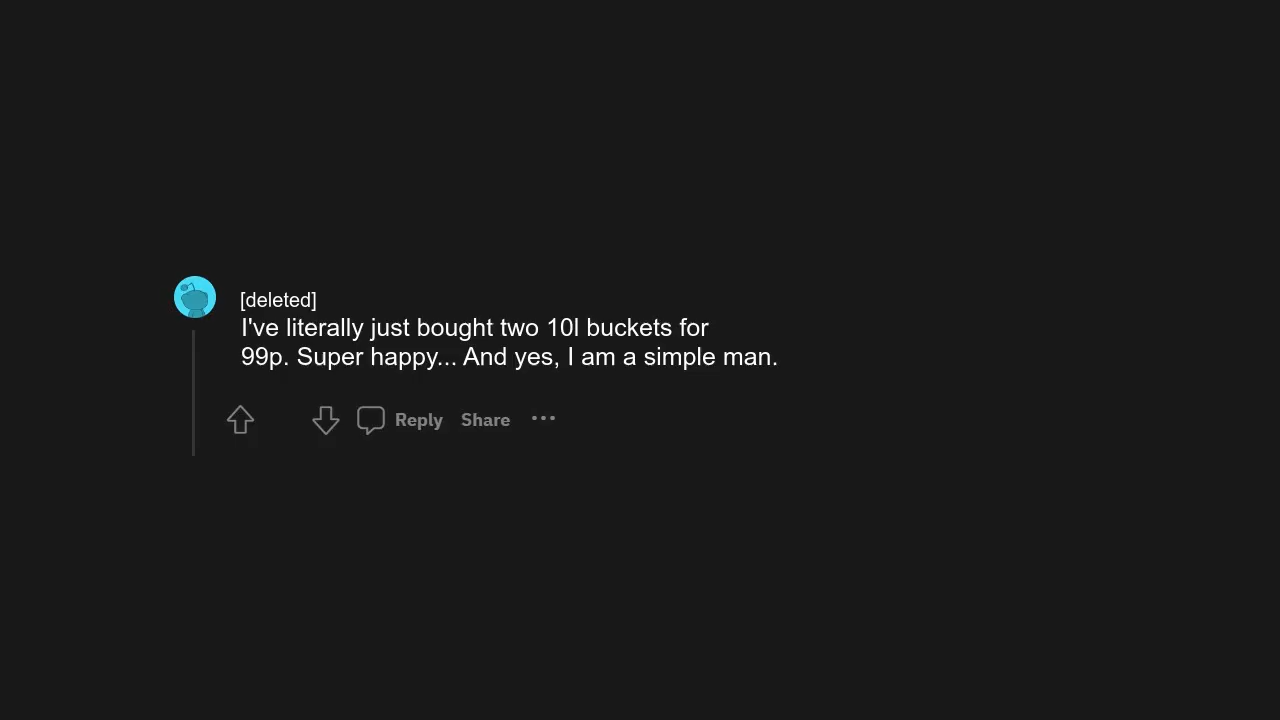 [deleted]
I've literally just bought two 10l buckets for
99p. Super happy... And yes, I am a simple man.
Reply Share